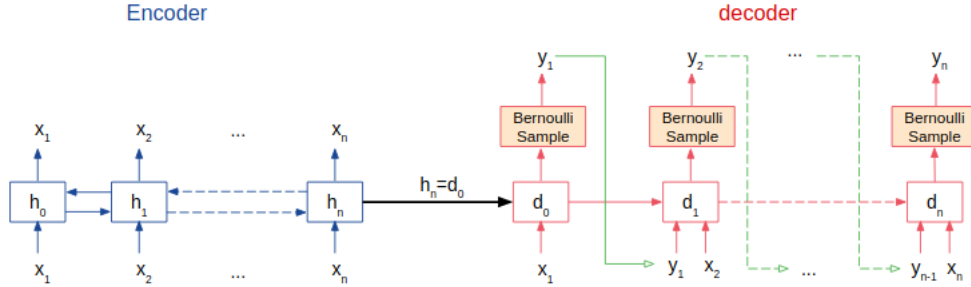 Encoder
decoder
y1 y2 ... yn
Bernoulli Sample
Bernoulli Sample
Bernoulli Sample
x1 x2 ... xn
hn=d0
h0 h1 hn d0 d1 dn
x1 x2 ... xn x1 y1 x2 ... yn-1 xn